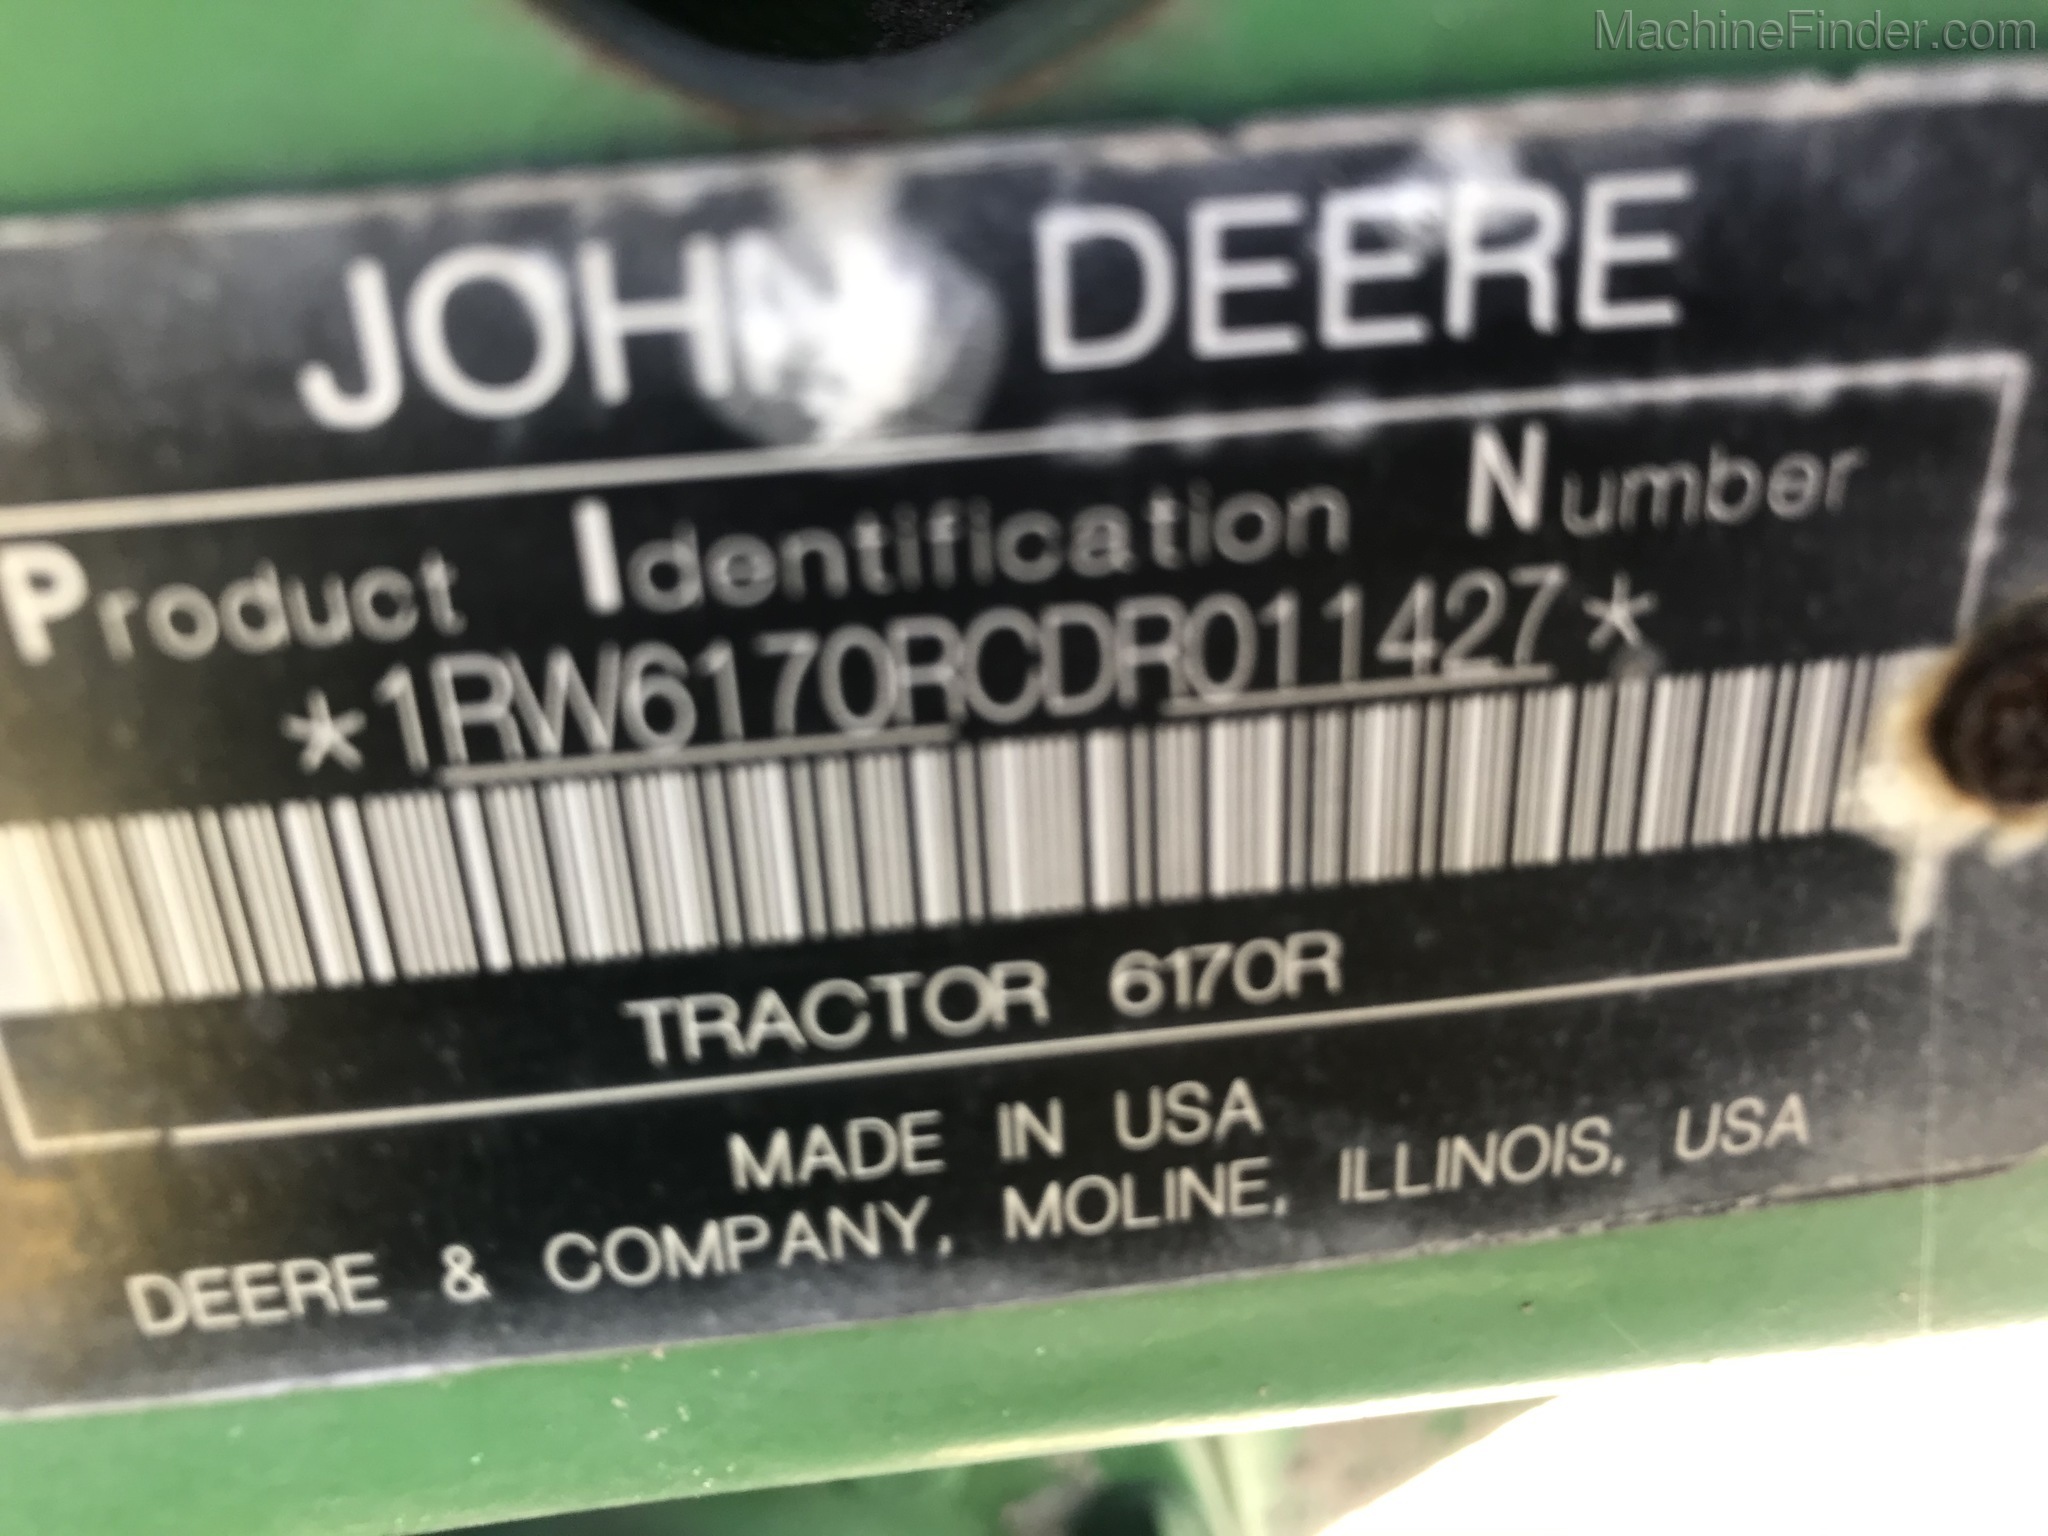 MachineFinder.com
JOHN DEERE
Product Identification Number
*1RW6170RCDR011427*
TRACTOR 6170R
MADE IN USA
DEERE & COMPANY, MOLINE, ILLINOIS, USA